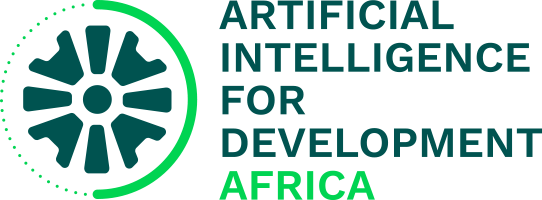 ARTIFICIAL
INTELLIGENCE
FOR
DEVELOPMENT
AFRICA